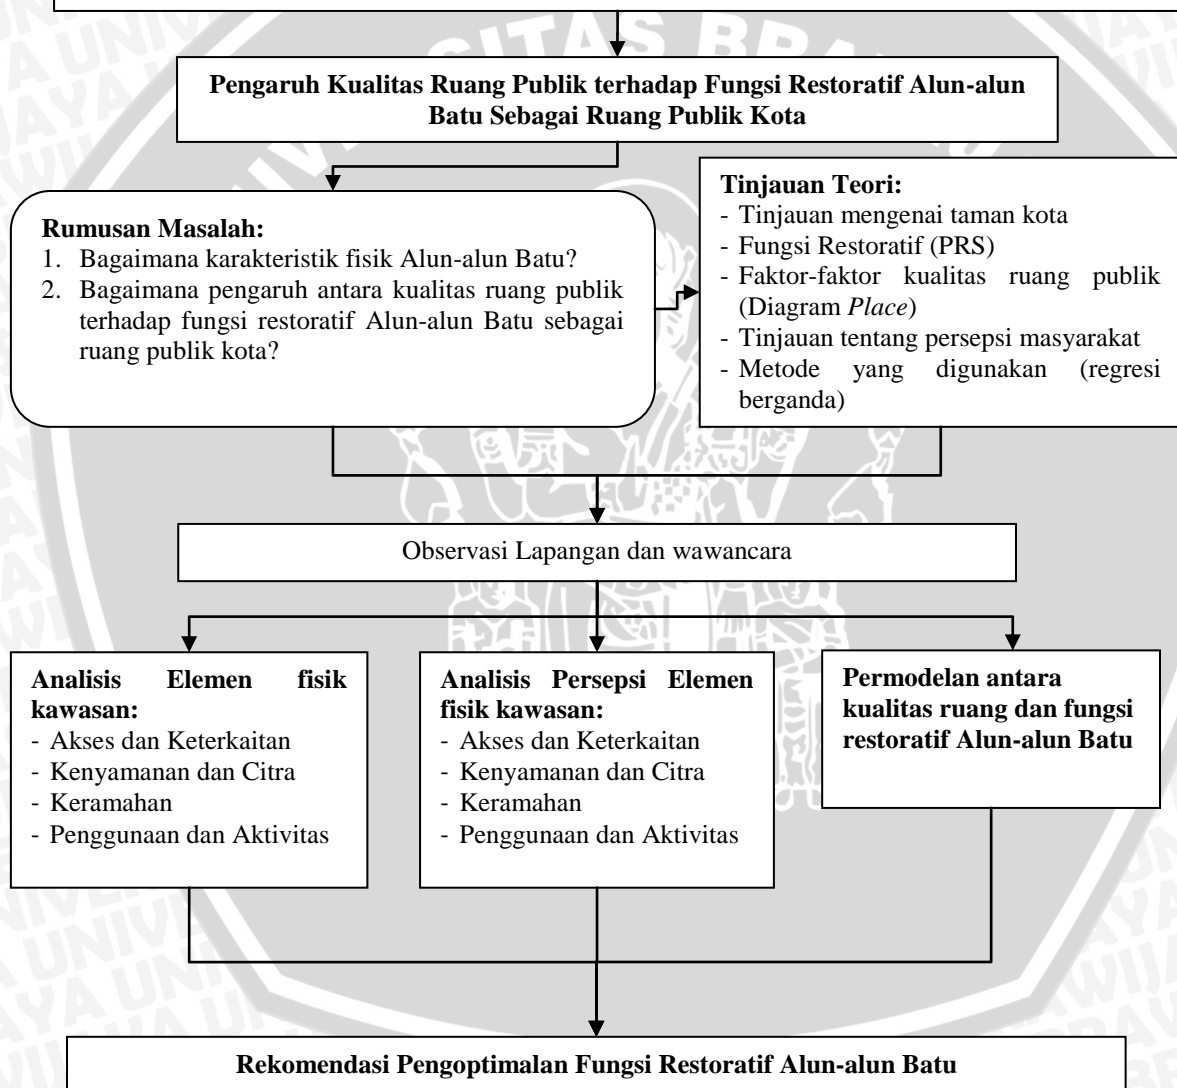 Pengaruh Kualitas Ruang Publik terhadap Fungsi Restoratif Alun-alun
Batu Sebagai Ruang Publik Kota
Rumusan Masalah:
1. Bagaimana karakteristik fisik Alun-alun Batu?
2. Bagaimana pengaruh antara kualitas ruang publik
terhadap fungsi restoratif Alun-alun Batu sebagai
ruang publik kota?
Tinjauan Teori:
- Tinjauan mengenai taman kota
- Fungsi Restoratif (PRS)
- Faktor-faktor kualitas ruang publik
(Diagram Place)
- Tinjauan tentang persepsi masyarakat
- Metode yang digunakan (regresi
berganda)
Observasi Lapangan dan wawancara
Analisis Elemen fisik
kawasan:
- Akses dan Keterkaitan
- Kenyamanan dan Citra
- Keramahan
- Penggunaan dan Aktivitas
Analisis Persepsi Elemen
fisik kawasan:
- Akses dan Keterkaitan
- Kenyamanan dan Citra
- Keramahan
- Penggunaan dan Aktivitas
Permodelan antara
kualitas ruang dan fungsi
restoratif Alun-alun Batu
Rekomendasi Pengoptimalan Fungsi Restoratif Alun-alun Batu